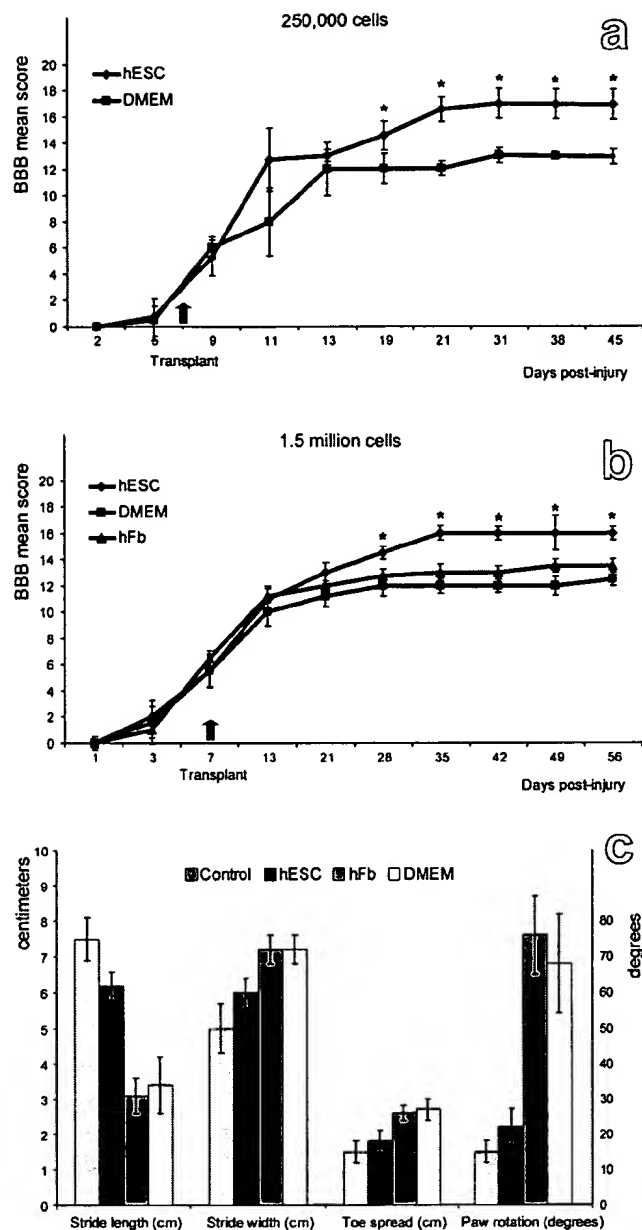 250,000 cells
a
hESC
DMEM
BBB mean score
18
16
14
12
10
8
6
4
2
0
* * * * *
2 5 9 11 13 19 21 31 38 45
Transplant
Days post-injury
1.5 million cells
b
hESC
DMEM
hFb
BBB mean score
18
16
14
12
10
8
6
4
2
0
* * * * *
1 3 7 13 21 28 35 42 49 56
Transplant
Days post-injury
c
Control hESC hFb DMEM
centimeters
10
9
8
7
6
5
4
3
2
1
0
degrees
80
70
60
50
40
30
20
10
0
Stride length (cm) Stride width (cm) Toe spread (cm) Paw rotation (degrees)